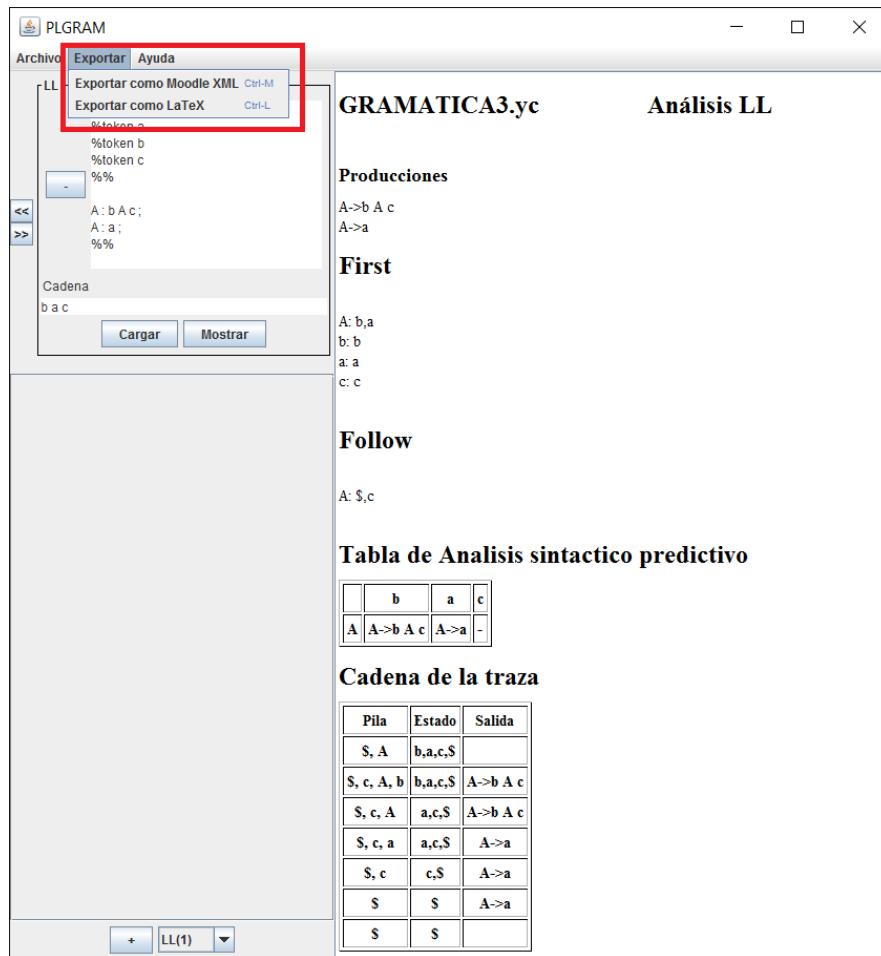 PLGRAM
Archivo Exportar Ayuda
Exportar como Moodle XML Ctrl-M
Exportar como LaTeX Ctrl-L
LL
%token a
%token b
%token c
%%
-
A : b A c ;
A : a ;
%%
<<
>>
Cadena
b a c
Cargar Mostrar
+ LL(1)
GRAMATICA3.yc Análisis LL
Producciones
A->b A c
A->a
First
A: b,a
b: b
a: a
c: c
Follow
A: $,c
Tabla de Analisis sintactico predictivo
b a c
A A->b A c A->a -
Cadena de la traza
Pila Estado Salida
$, A b,a,c,$
$, c, A, b b,a,c,$ A->b A c
$, c, A a,c,$ A->b A c
$, c, a a,c,$ A->a
$, c c,$ A->a
$ $ A->a
$ $